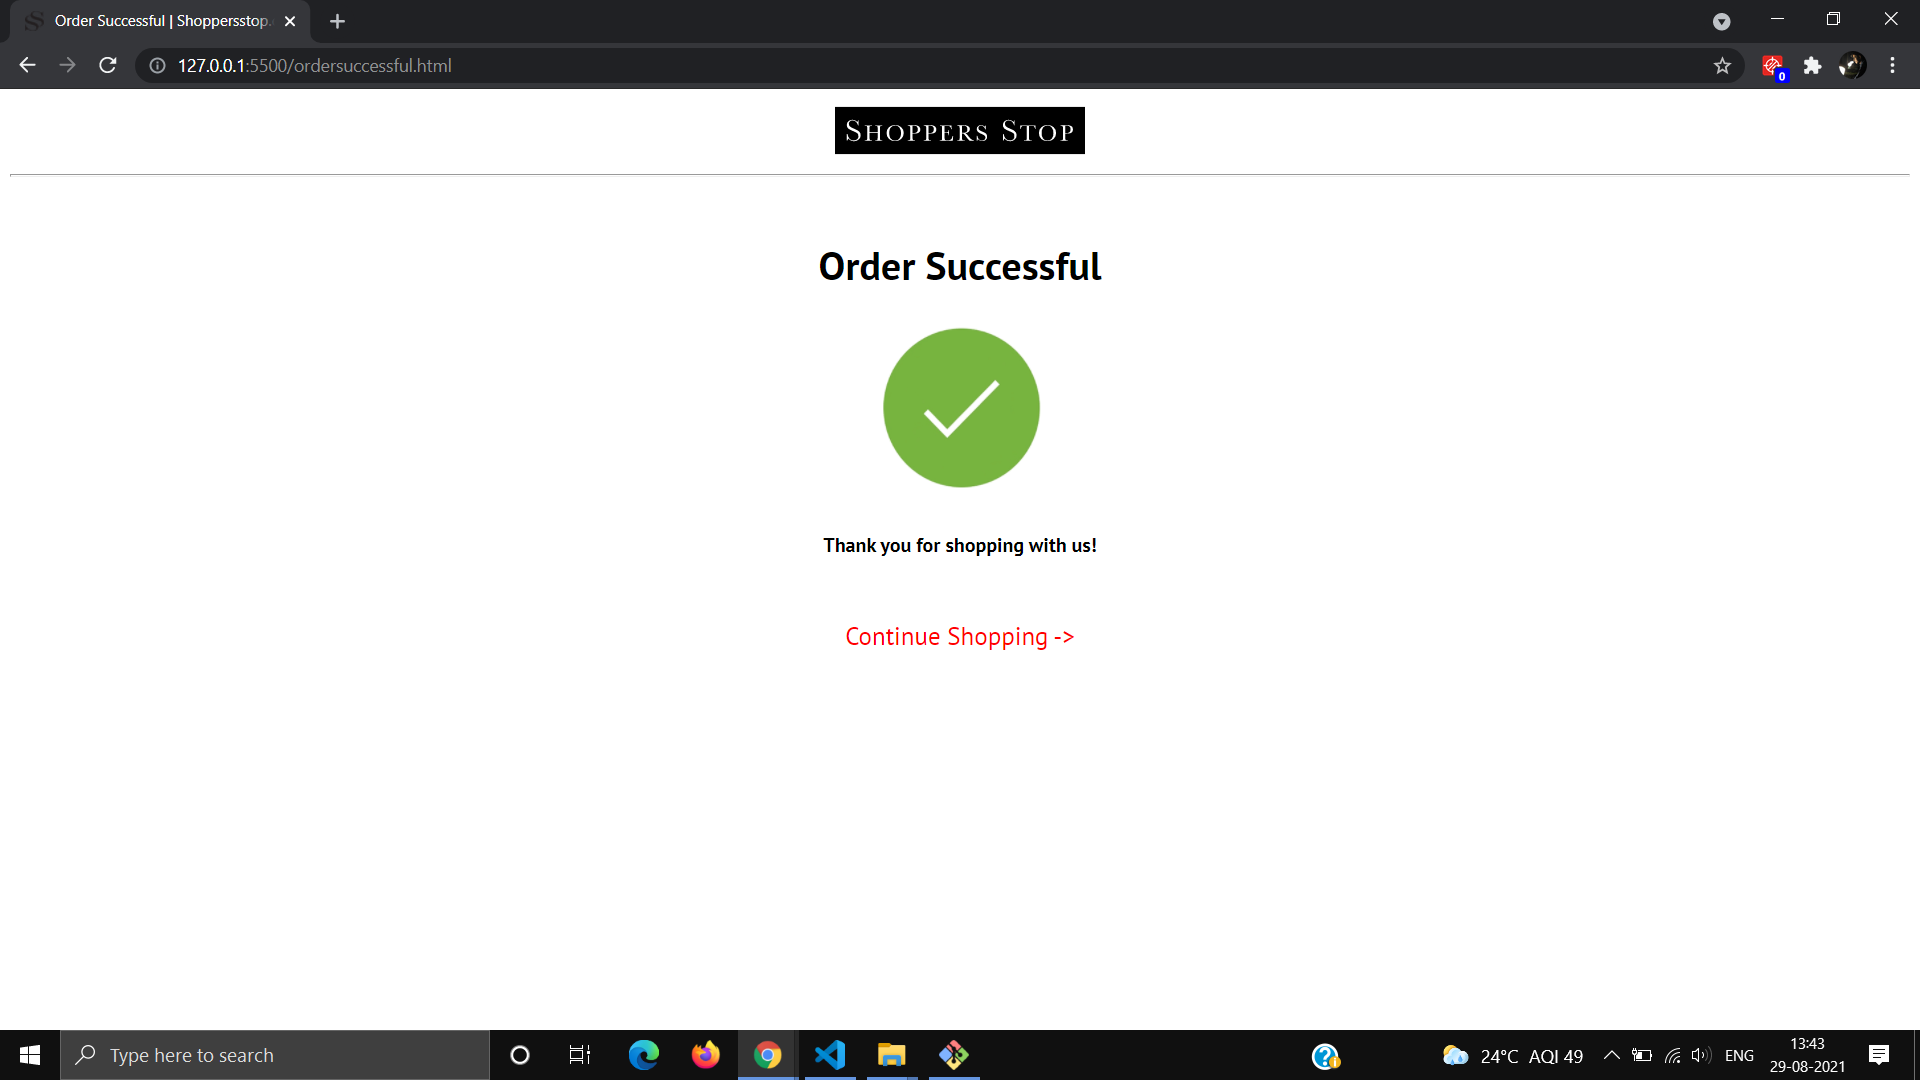 Order Successful | Shoppersstop.
127.0.0.1:5500/ordersuccessful.html
0
SHOPPERS STOP
Order Successful
Thank you for shopping with us!
Continue Shopping ->
Type here to search
24°C AQI 49
ENG
13:43
29-08-2021